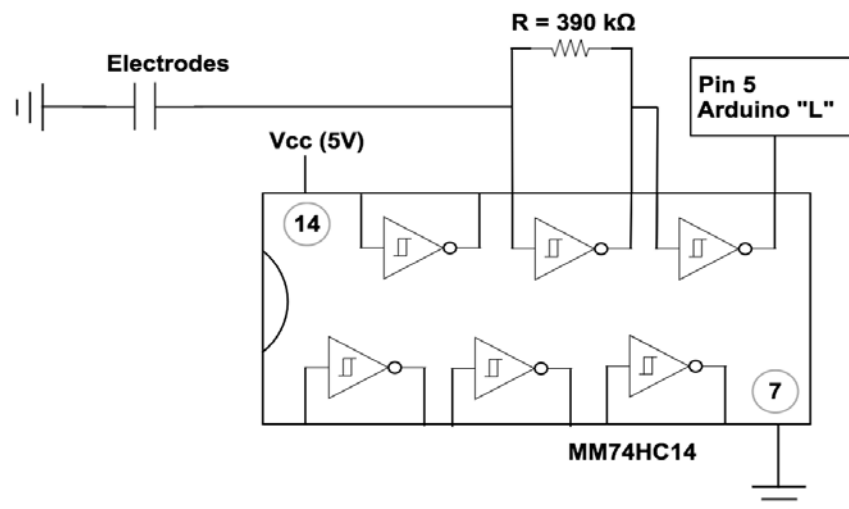 R = 390 kΩ
Electrodes
Pin 5
Arduino "L"
Vcc (5V)
14
7
MM74HC14